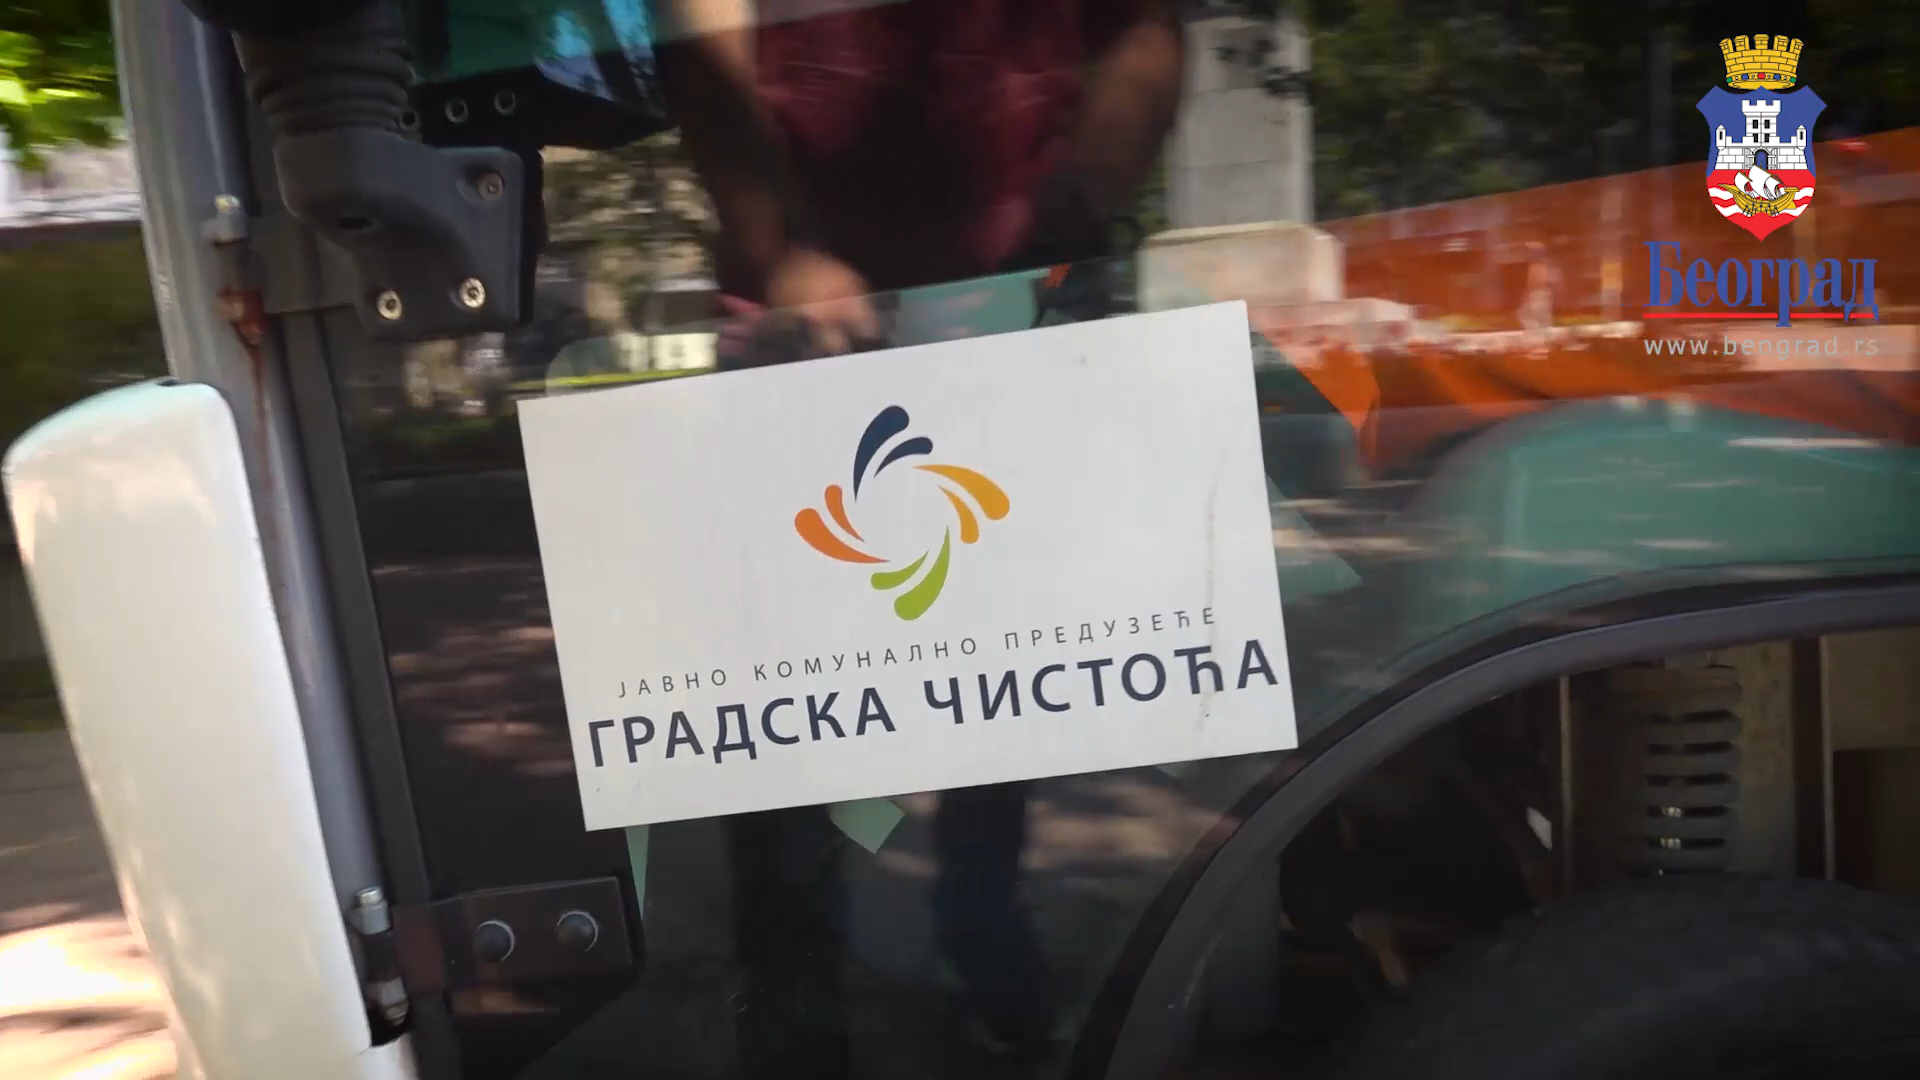 Београд
www.beograd.rs
ЈАВНО КОМУНАЛНО ПРЕДУЗЕЋЕ
ГРАДСКА ЧИСТОЋА